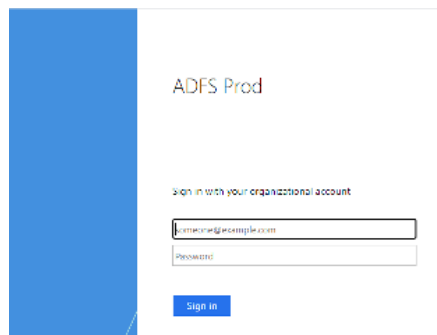 ADFS Prod
Sign in with your organizational account
someone@example.com
Password
Sign in